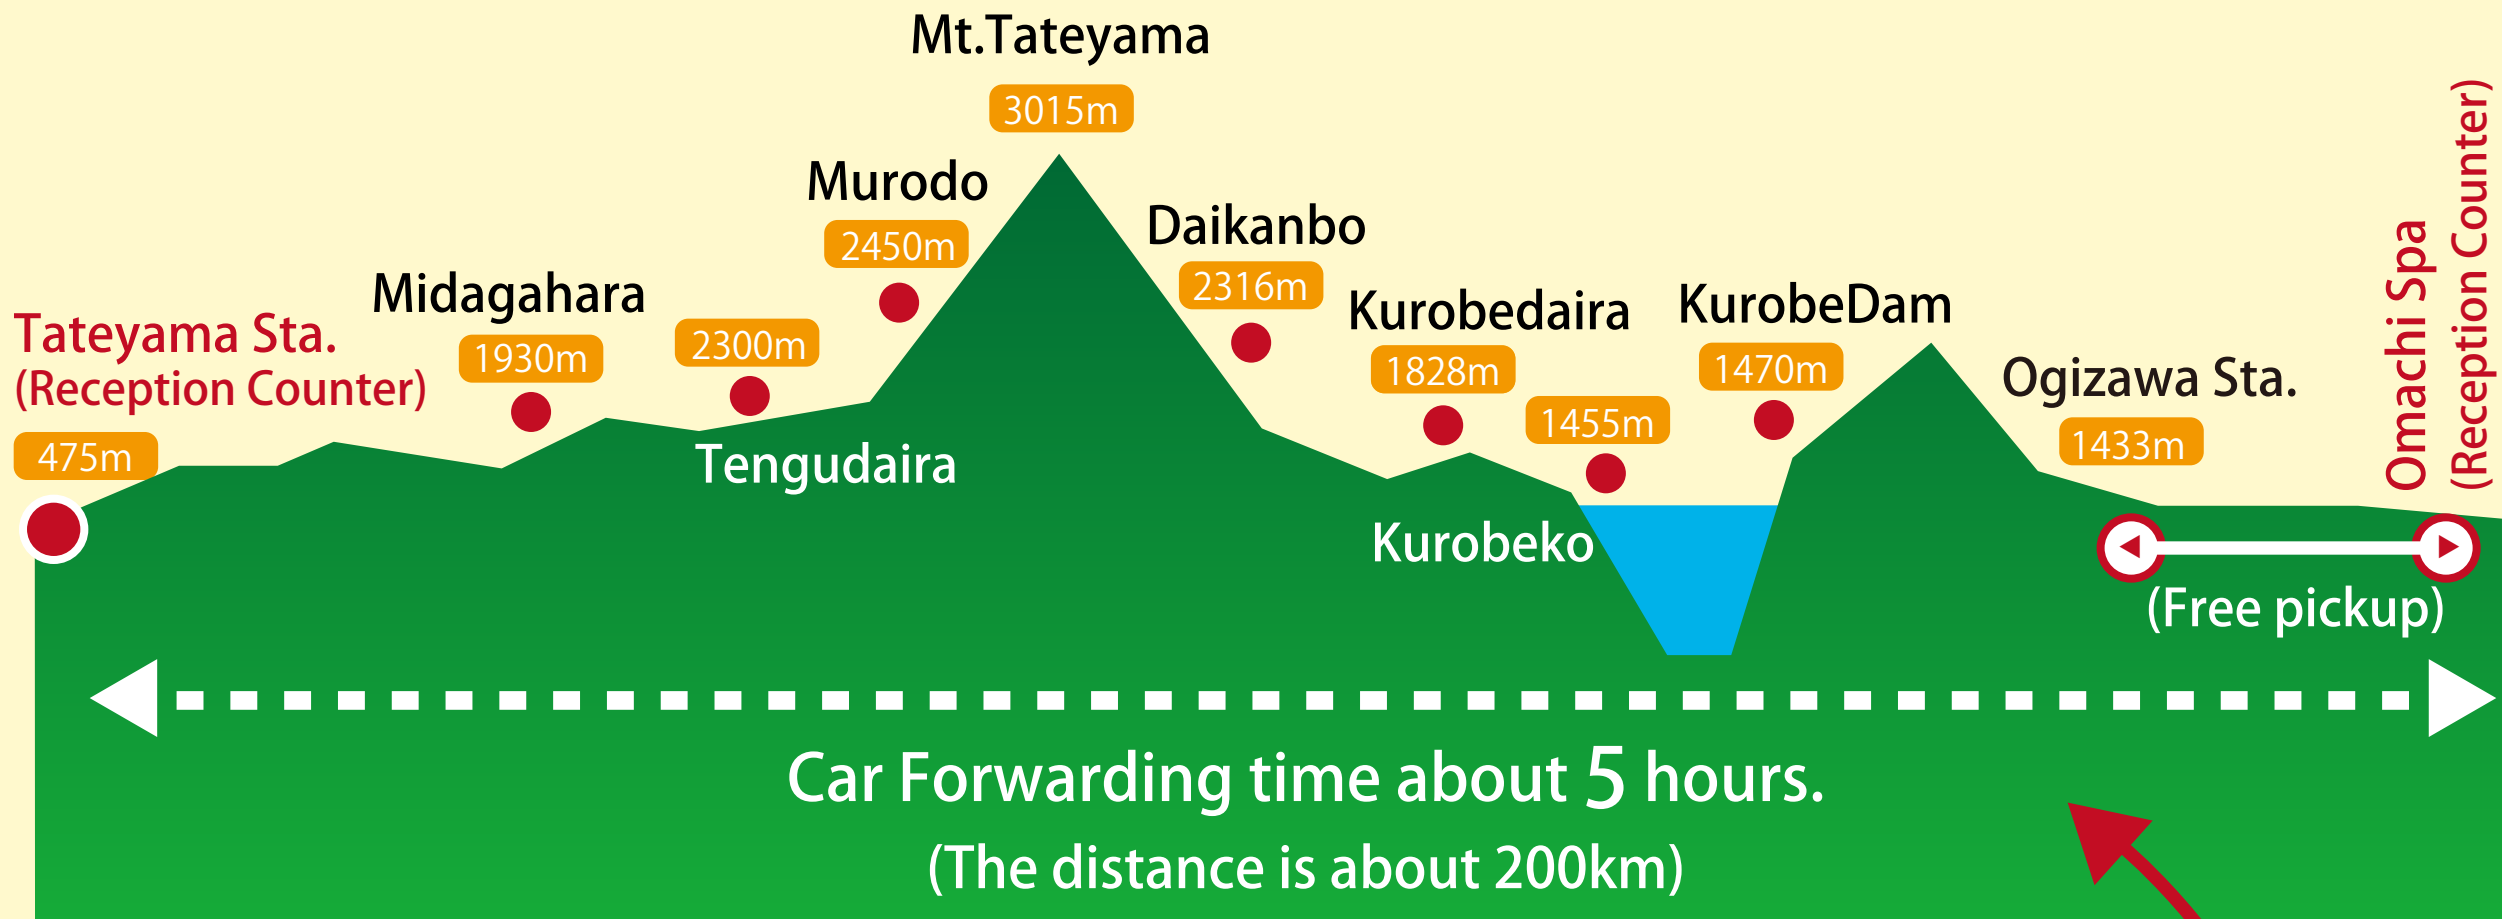 Mt.Tateyama
3015m
Murodo
2450m
Daikanbo
2316m
Midagahara
1930m
2300m
Tengudaira
Tateyama Sta.
(Reception Counter)
475m
Kurobedaira
1828m
1455m
Kurobeko
KurobeDam
1470m
Ogizawa Sta.
1433m
Omachi Spa
(Reception Counter)
(Free pickup)
Car Forwarding time about 5 hours.
(The distance is about 200km)